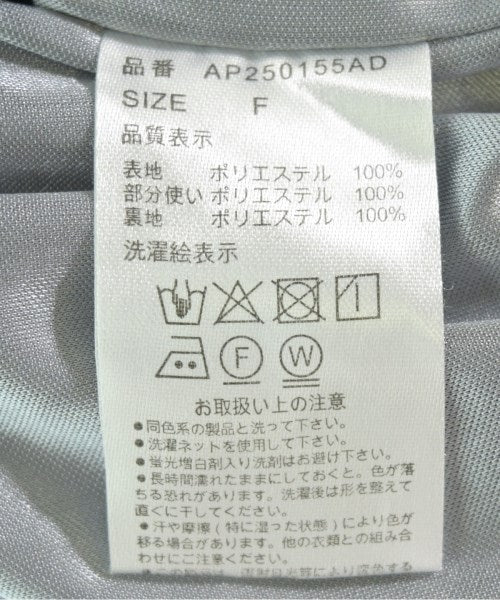 品番 AP250155AD
SIZE F
品質表示
表地 ポリエステル 100%
部分使い ポリエステル 100%
裏地 ポリエステル 100%
洗濯絵表示
F W
お取扱い上の注意
●同色系の製品と洗って下さい。
●洗濯ネットを使用して下さい。
●蛍光増白剤入り洗剤はお避け下さい。
●長時間濡れたままにしておくと。色が落
ちる恐れがあります。洗濯後は形を整えて
直ぐに干してください。
●汗や摩擦(特に湿った状態)により色が
移る場合があります。他の衣類との組み合
わせにご注意ください。